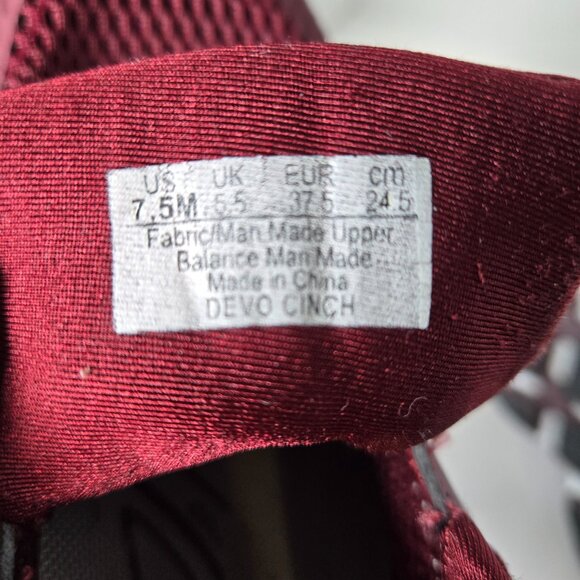 US UK EUR cm
7.5M 5.5 37.5 24.5
Fabric/Man Made Upper
Balance Man Made
Made in China
DEVO CINCH